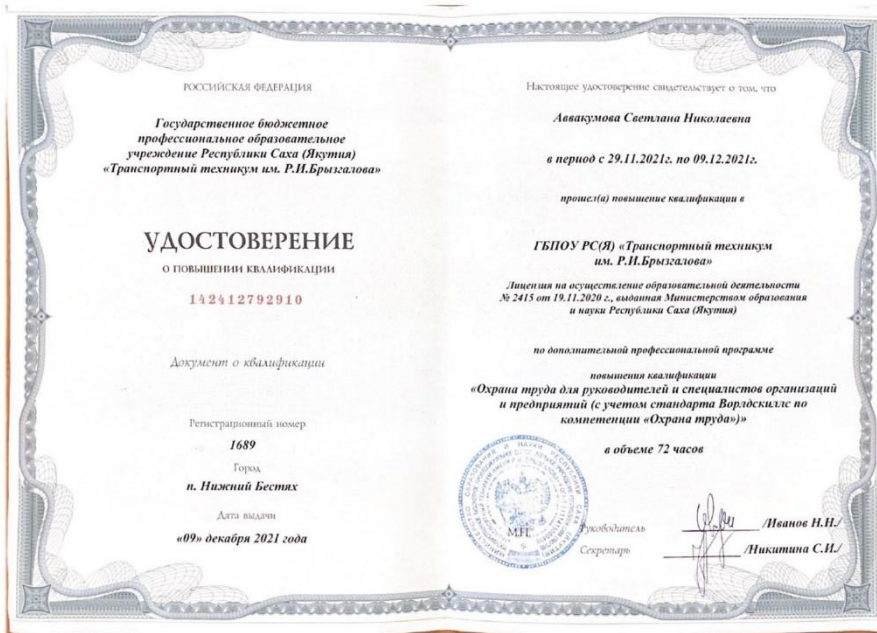 РОССИЙСКАЯ ФЕДЕРАЦИЯ
Государственное бюджетное
профессиональное образовательное
учреждение Республики Саха (Якутия)
«Транспортный техникум им. Р.И.Брызгалова»
УДОСТОВЕРЕНИЕ
О ПОВЫШЕНИИ КВАЛИФИКАЦИИ
142412792910
Документ о квалификации
Регистрационный номер
1689
Город
п. Нижний Бестях
Дата выдачи
«09» декабря 2021 года
Настоящее удостоверение свидетельствует о том, что
Аввакумова Светлана Николаевна
в период с 29.11.2021г. по 09.12.2021г.
прошел(а) повышение квалификации в
ГБПОУ РС(Я) «Транспортный техникум
им. Р.И.Брызгалова»
Лицензия на осуществление образовательной деятельности
№ 2415 от 19.11.2020 г., выданная Министерством образования
и науки Республики Саха (Якутия)
по дополнительной профессиональной программе
повышения квалификации
«Охрана труда для руководителей и специалистов организаций
и предприятий (с учетом стандарта Ворлдскиллс по
компетенции «Охрана труда»)»
в объеме 72 часов
М.П.
Руководитель /Иванов Н.Н./
Секретарь /Никитина С.И./